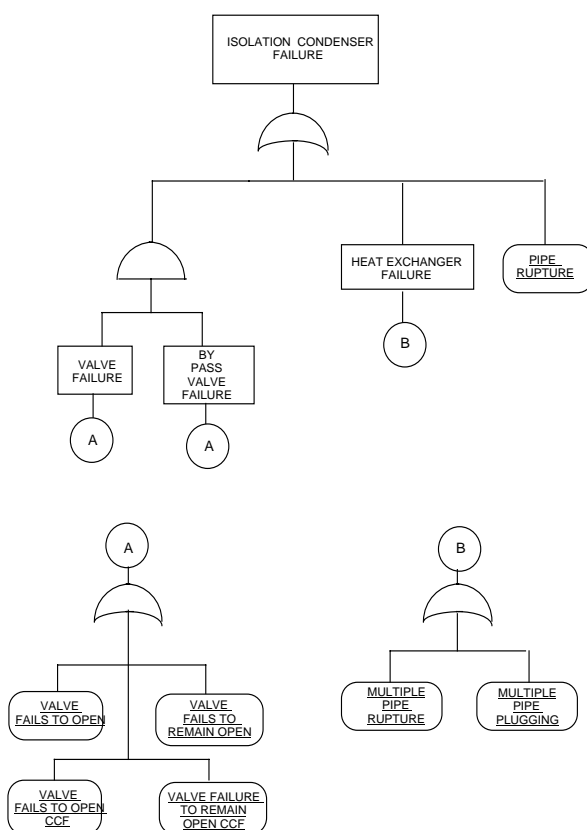 ISOLATION CONDENSER
FAILURE
HEAT EXCHANGER
FAILURE
PIPE
RUPTURE
B
VALVE
FAILURE
BY
PASS
VALVE
FAILURE
A
A
A
B
VALVE
FAILS TO OPEN
VALVE
FAILS TO
REMAIN OPEN
MULTIPLE
PIPE
RUPTURE
MULTIPLE
PIPE
PLUGGING
VALVE
FAILS TO OPEN
CCF
VALVE FAILURE
TO REMAIN
OPEN CCF